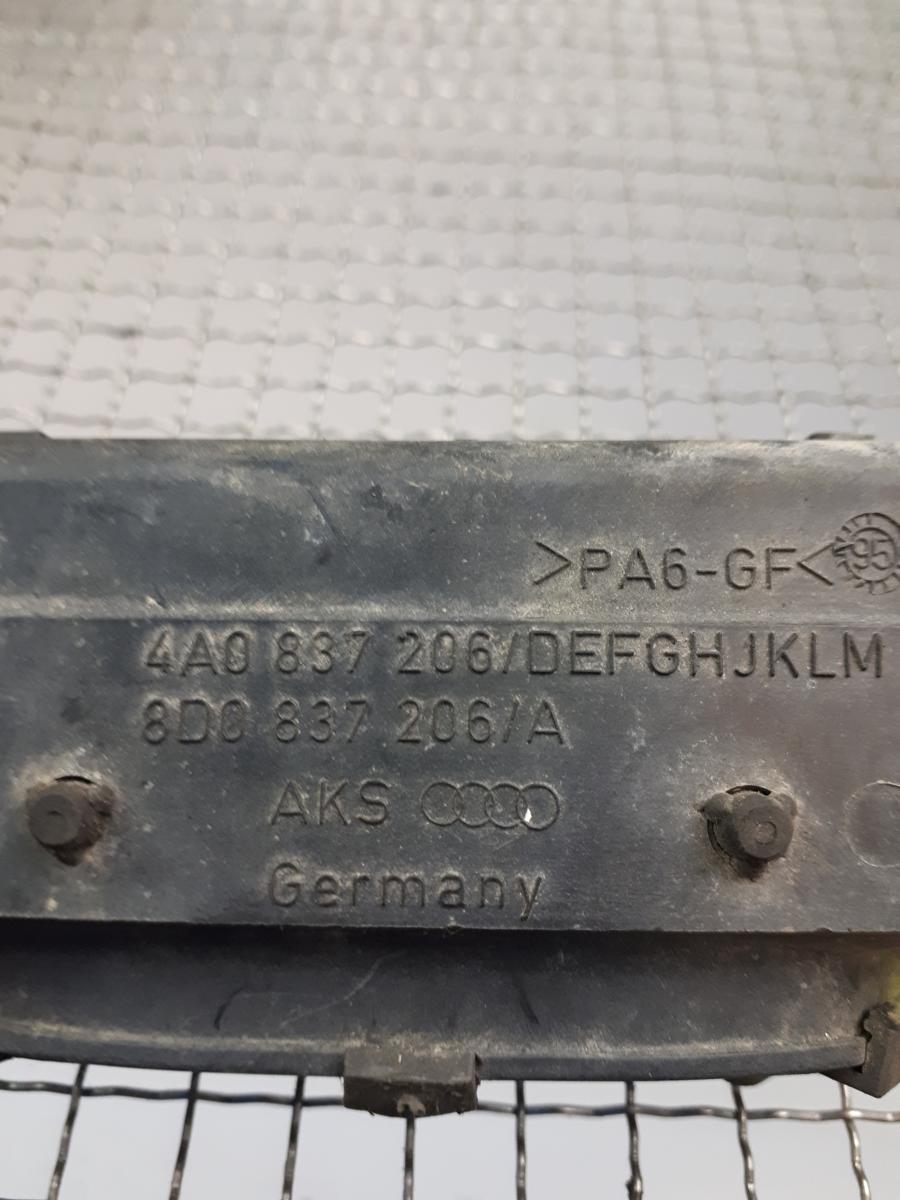 >PA6-GF< 95
4A0 837 206/DEFGHJKLM
8D0 837 206/A
AKS
Germany